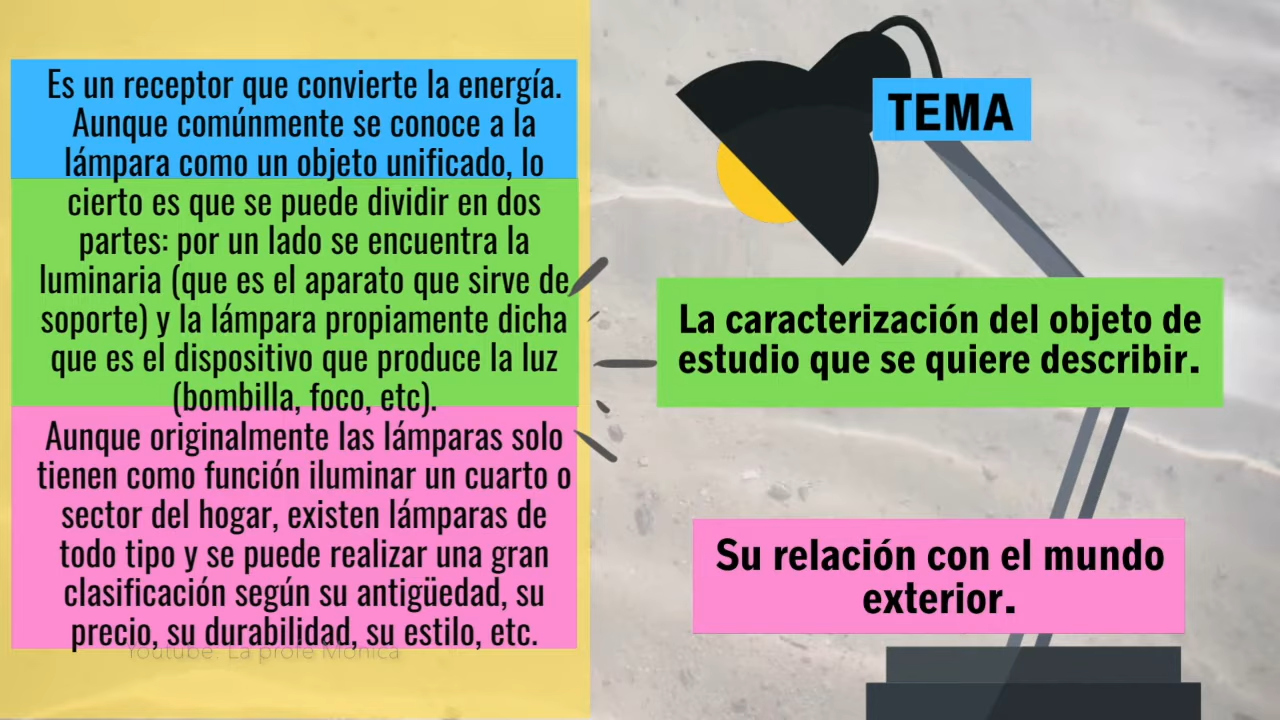 Es un receptor que convierte la energía.
Aunque comúnmente se conoce a la
lámpara como un objeto unificado, lo
cierto es que se puede dividir en dos
partes: por un lado se encuentra la
luminaria (que es el aparato que sirve de
soporte) y la lámpara propiamente dicha
que es el dispositivo que produce la luz
(bombilla, foco, etc).
Aunque originalmente las lámparas solo
tienen como función iluminar un cuarto o
sector del hogar, existen lámparas de
todo tipo y se puede realizar una gran
clasificación según su antigüedad, su
precio, su durabilidad, su estilo, etc.
Youtube: La profe Mónica
TEMA
La caracterización del objeto de
estudio que se quiere describir.
Su relación con el mundo
exterior.